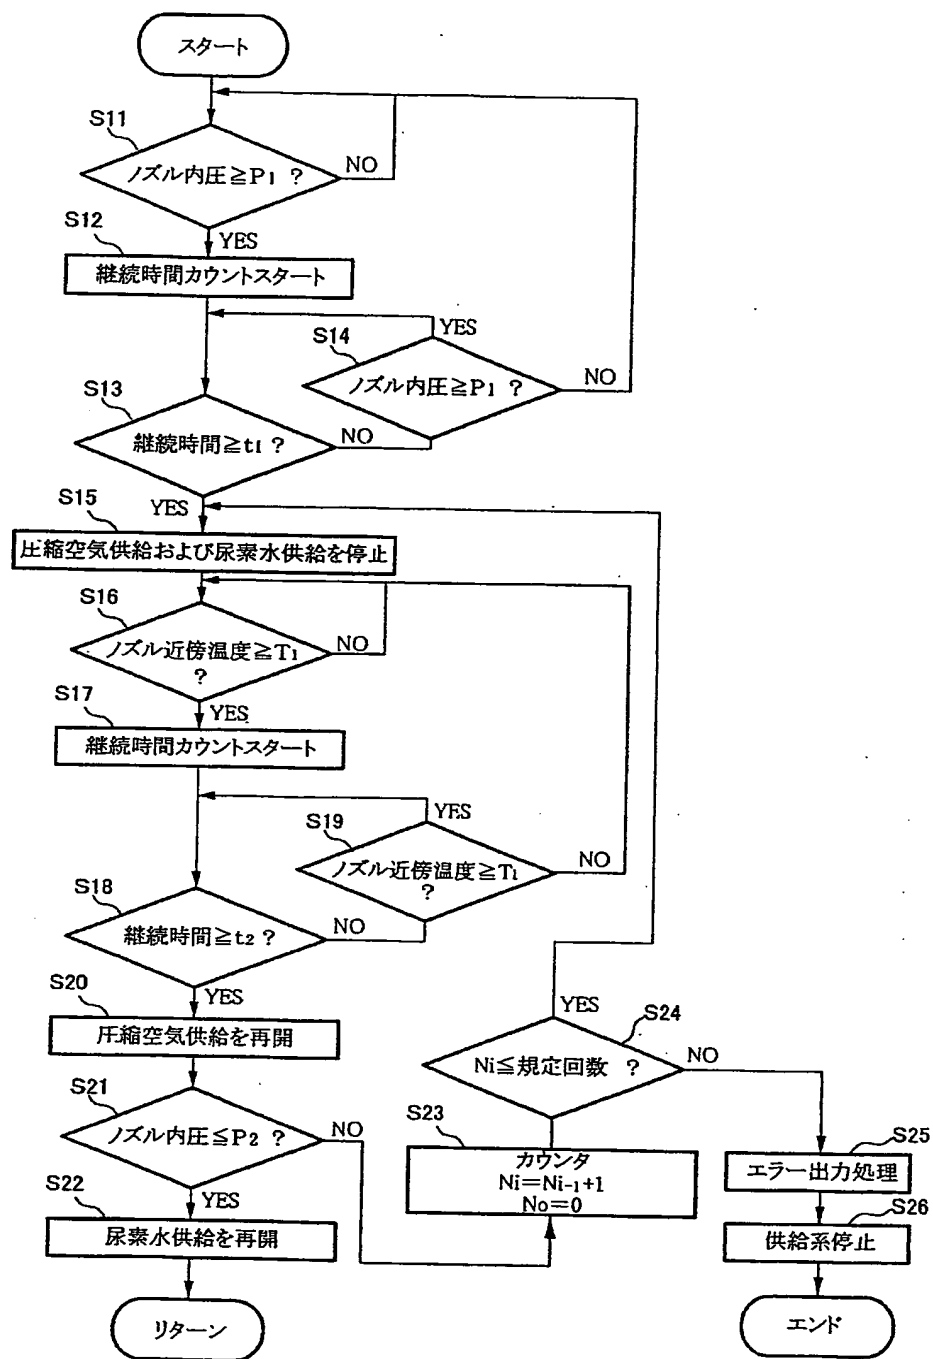 スタート
S11
ノズル内圧≧P1 ?
NO
YES
S12
継続時間カウントスタート
S14
YES
ノズル内圧≧P1 ?
NO
S13
継続時間≧t1 ?
NO
YES
S15
圧縮空気供給および尿素水供給を停止
S16
ノズル近傍温度≧T1
?
NO
YES
S17
継続時間カウントスタート
S19
YES
ノズル近傍温度≧T1
?
NO
S18
継続時間≧t2 ?
NO
YES
S20
圧縮空気供給を再開
S21
ノズル内圧≦P2 ?
NO
YES
S22
尿素水供給を再開
リターン
S23
カウンタ
Ni=Ni-1+1
No=0
S24
YES
Ni≦規定回数 ?
NO
S25
エラー出力処理
S26
供給系停止
エンド